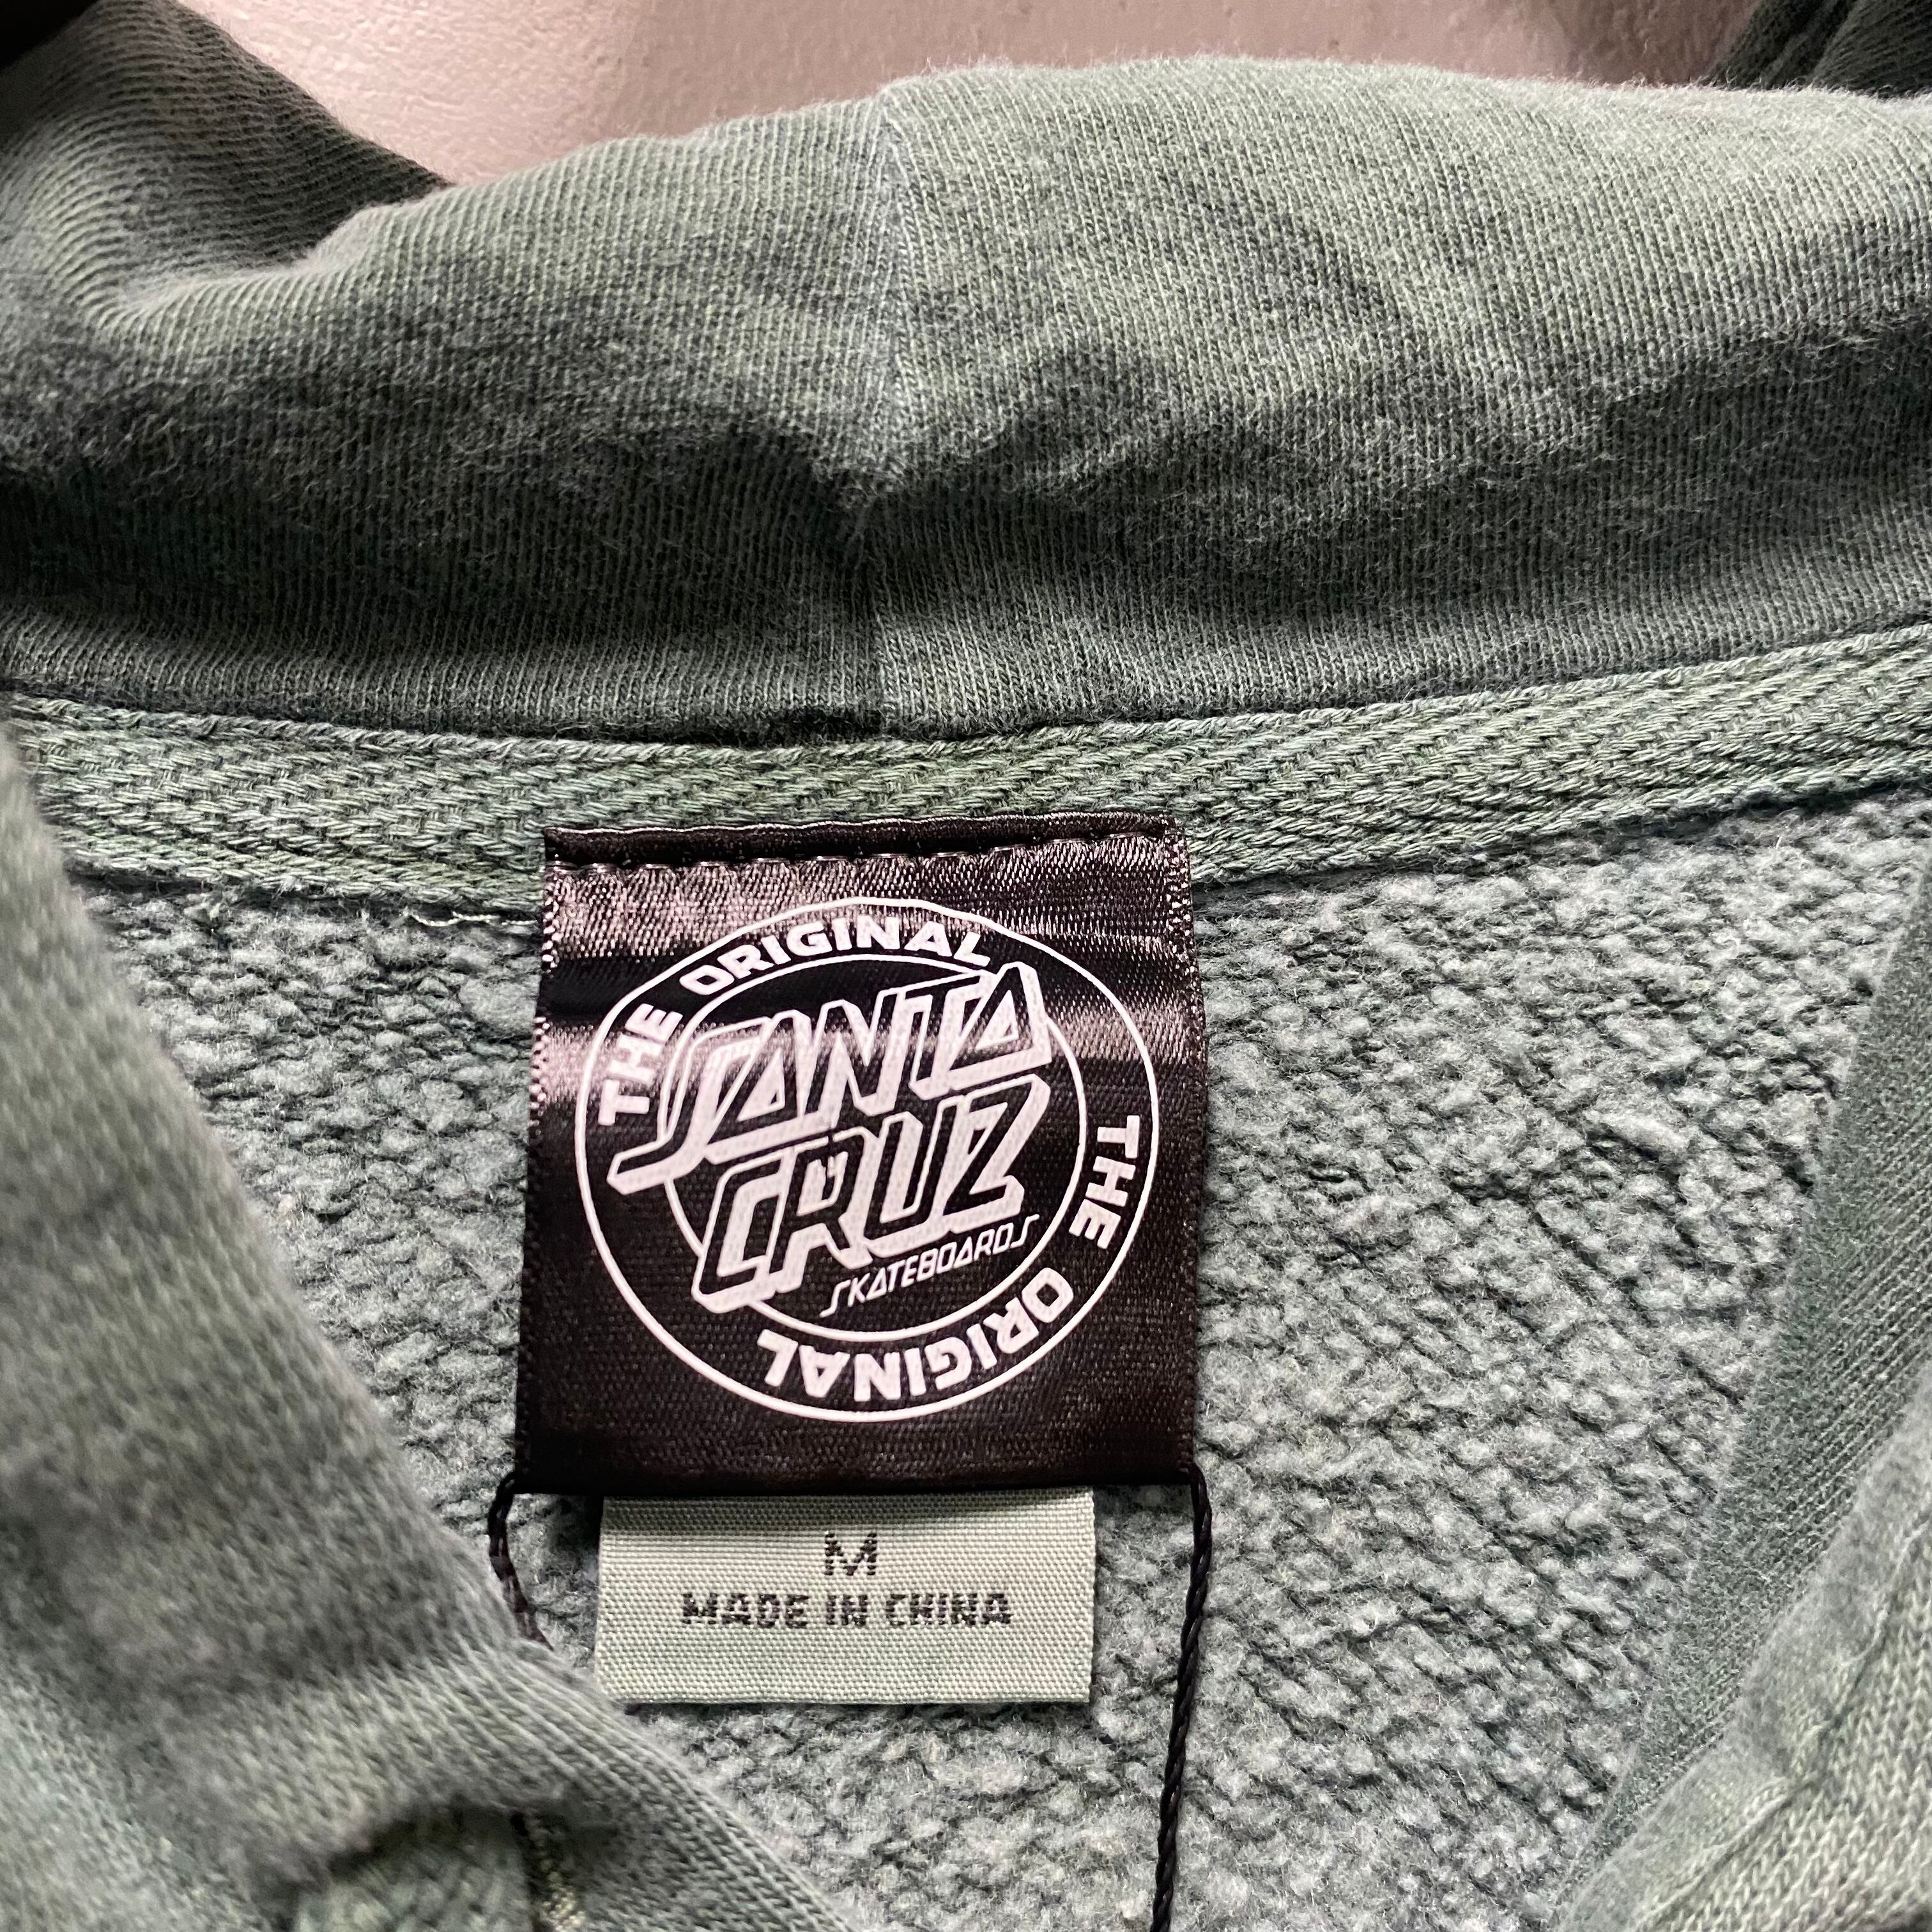 THE ORIGINAL
SANTA
CRUZ
SKATEBOARDS
THE ORIGINAL
M
MADE IN CHINA